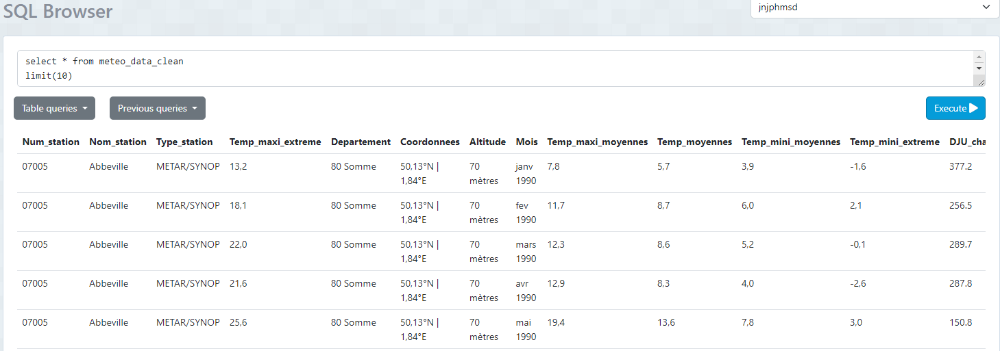 SQL Browser
jnjphmsd
select * from meteo_data_clean
limit(10)
Table queries
Previous queries
Execute
Num_station Nom_station Type_station Temp_maxi_extreme Departement Coordonnees Altitude Mois Temp_maxi_moyennes Temp_moyennes Temp_mini_moyennes Temp_mini_extreme DJU_cha
07005 Abbeville METAR/SYNOP 13,2 80 Somme 50,13°N | 70 janv 7,8 5,7 3,9 -1,6 377.2
1,84°E mètres 1990
07005 Abbeville METAR/SYNOP 18,1 80 Somme 50,13°N | 70 fev 11,7 8,7 6,0 2,1 256.5
1,84°E mètres 1990
07005 Abbeville METAR/SYNOP 22,0 80 Somme 50,13°N | 70 mars 12,3 8,6 5,2 -0,1 289.7
1,84°E mètres 1990
07005 Abbeville METAR/SYNOP 21,6 80 Somme 50,13°N | 70 avr 12,9 8,3 4,0 -2,6 287.8
1,84°E mètres 1990
07005 Abbeville METAR/SYNOP 25,6 80 Somme 50,13°N | 70 mai 19,4 13,6 7,8 3,0 150.8
1,84°E mètres 1990